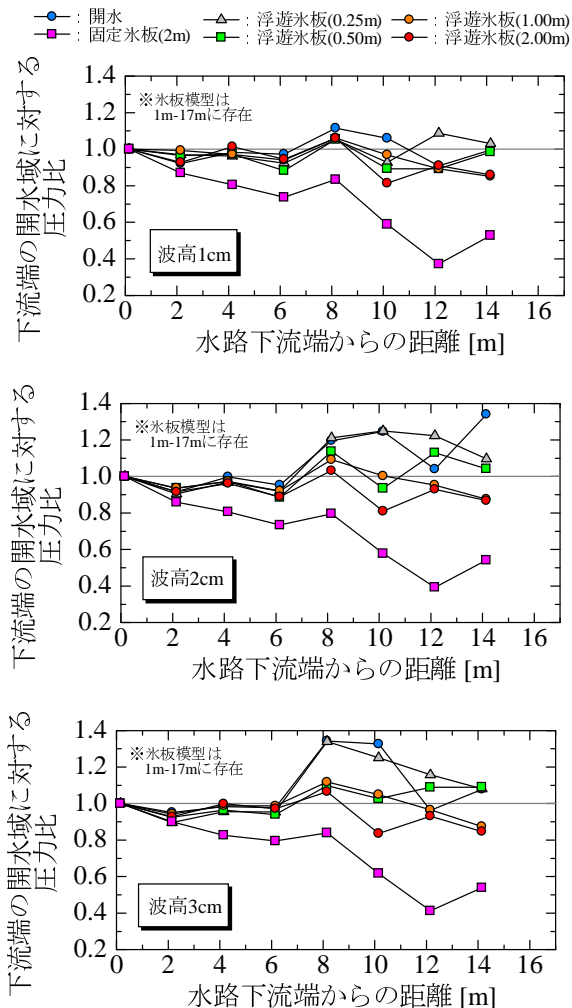 : 開水 : 浮遊氷板(0.25m) : 浮遊氷板(1.00m)
: 固定氷板(2m) : 浮遊氷板(0.50m) : 浮遊氷板(2.00m)
下流端の開水域に対する
圧力比
1.4
1.2
1.0
0.8
0.6
0.4
0.2
※氷板模型は
1m-17mに存在
波高1cm
0 2 4 6 8 10 12 14 16
水路下流端からの距離 [m]
下流端の開水域に対する
圧力比
1.4
1.2
1.0
0.8
0.6
0.4
0.2
※氷板模型は
1m-17mに存在
波高2cm
0 2 4 6 8 10 12 14 16
水路下流端からの距離 [m]
下流端の開水域に対する
圧力比
1.4
1.2
1.0
0.8
0.6
0.4
0.2
※氷板模型は
1m-17mに存在
波高3cm
0 2 4 6 8 10 12 14 16
水路下流端からの距離 [m]